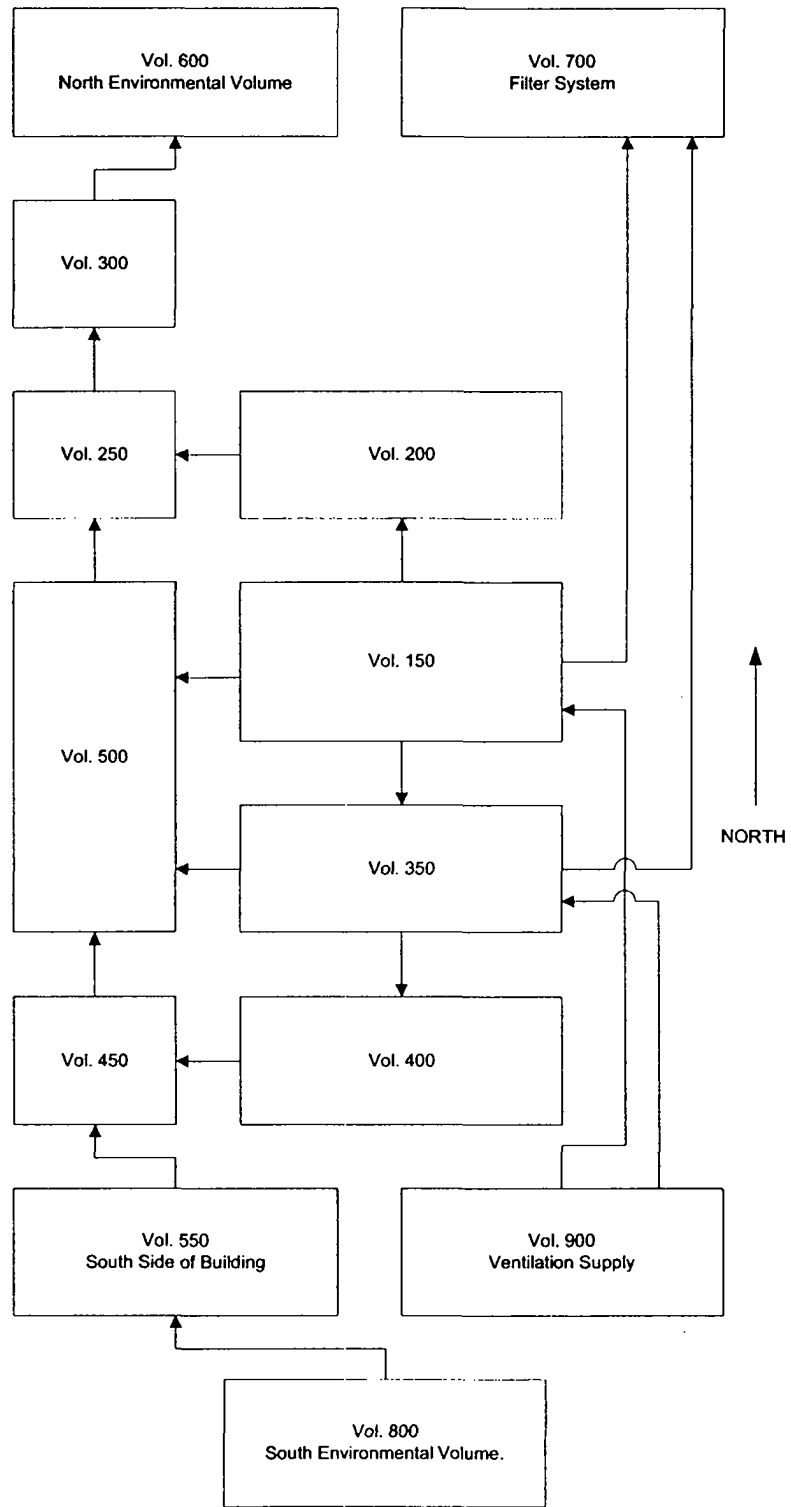 Vol. 600
North Environmental Volume
Vol. 700
Filter System
Vol. 300
Vol. 250
Vol. 200
Vol. 150
Vol. 500
NORTH
Vol. 350
Vol. 450
Vol. 400
Vol. 550
South Side of Building
Vol. 900
Ventilation Supply
Vol. 800
South Environmental Volume.